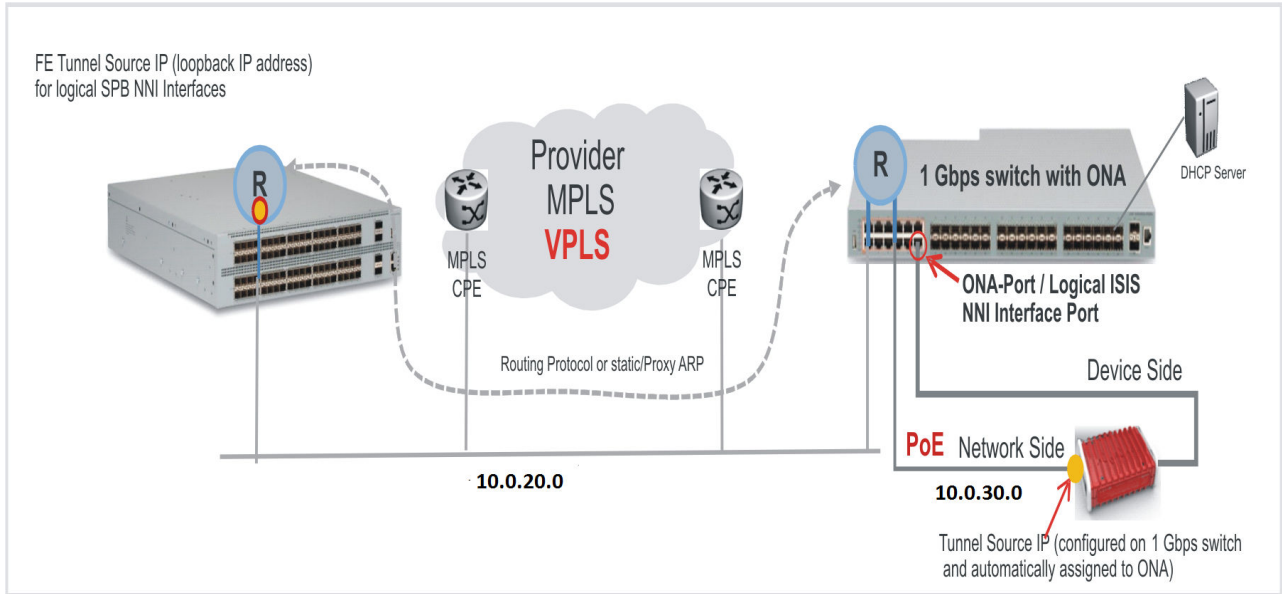 FE Tunnel Source IP (loopback IP address)
for logical SPB NNI Interfaces
R
Provider
MPLS
VPLS
MPLS
CPE
MPLS
CPE
R
1 Gbps switch with ONA
DHCP Server
ONA-Port / Logical ISIS
NNI Interface Port
Routing Protocol or static/Proxy ARP
Device Side
PoE Network Side
10.0.20.0
10.0.30.0
Tunnel Source IP (configured on 1 Gbps switch
and automatically assigned to ONA)